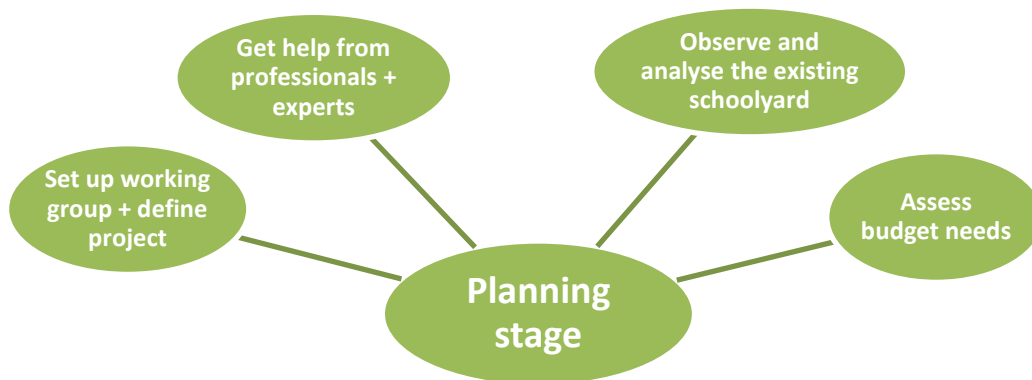 Get help from
professionals +
experts
Observe and
analyse the existing
schoolyard
Set up working
group + define
project
Assess
budget needs
Planning
stage